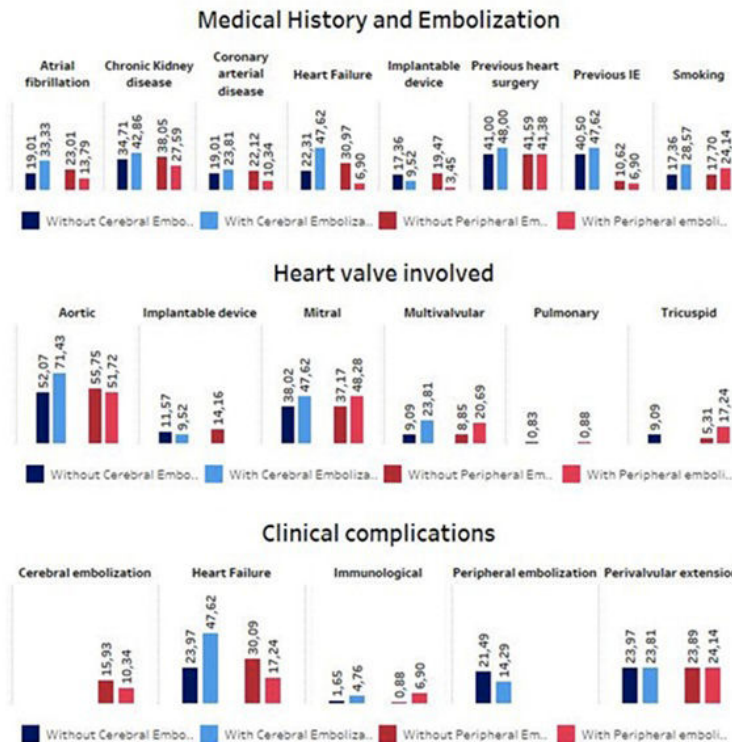 Medical History and Embolization
Atrial fibrillation
Chronic Kidney disease
Coronary arterial disease
Heart Failure
Implantable device
Previous heart surgery
Previous IE
Smoking
19,01 33,33 23,01 13,79
34,71 42,86 38,05 27,59
19,01 23,81 22,12 10,34
22,31 47,62 30,97 6,90
17,36 9,52 19,47 3,45
41,00 48,00 41,59 41,38
40,50 47,62 10,62 6,90
17,36 28,57 17,70 24,14
Without Cerebral Embo.. With Cerebral Emboliza... Without Peripheral Em... With Peripheral emboli..
Heart valve involved
Aortic Implantable device Mitral Multivalvular Pulmonary Tricuspid
52,07 71,43 55,75 51,72
11,57 9,52 14,16
38,02 47,62 37,17 48,28
9,09 23,81 8,85 20,69
0,83 0,88
9,09 5,31 17,24
Without Cerebral Embo.. With Cerebral Emboliza... Without Peripheral Em... With Peripheral emboli..
Clinical complications
Cerebral embolization Heart Failure Immunological Peripheral embolization Perivalvular extension
15,93 10,34
23,97 47,62 30,09 17,24
1,65 4,76 0,88 6,90
21,49 14,29
23,97 23,81 23,89 24,14
Without Cerebral Embo.. With Cerebral Emboliza... Without Peripheral Em... With Peripheral emboli..